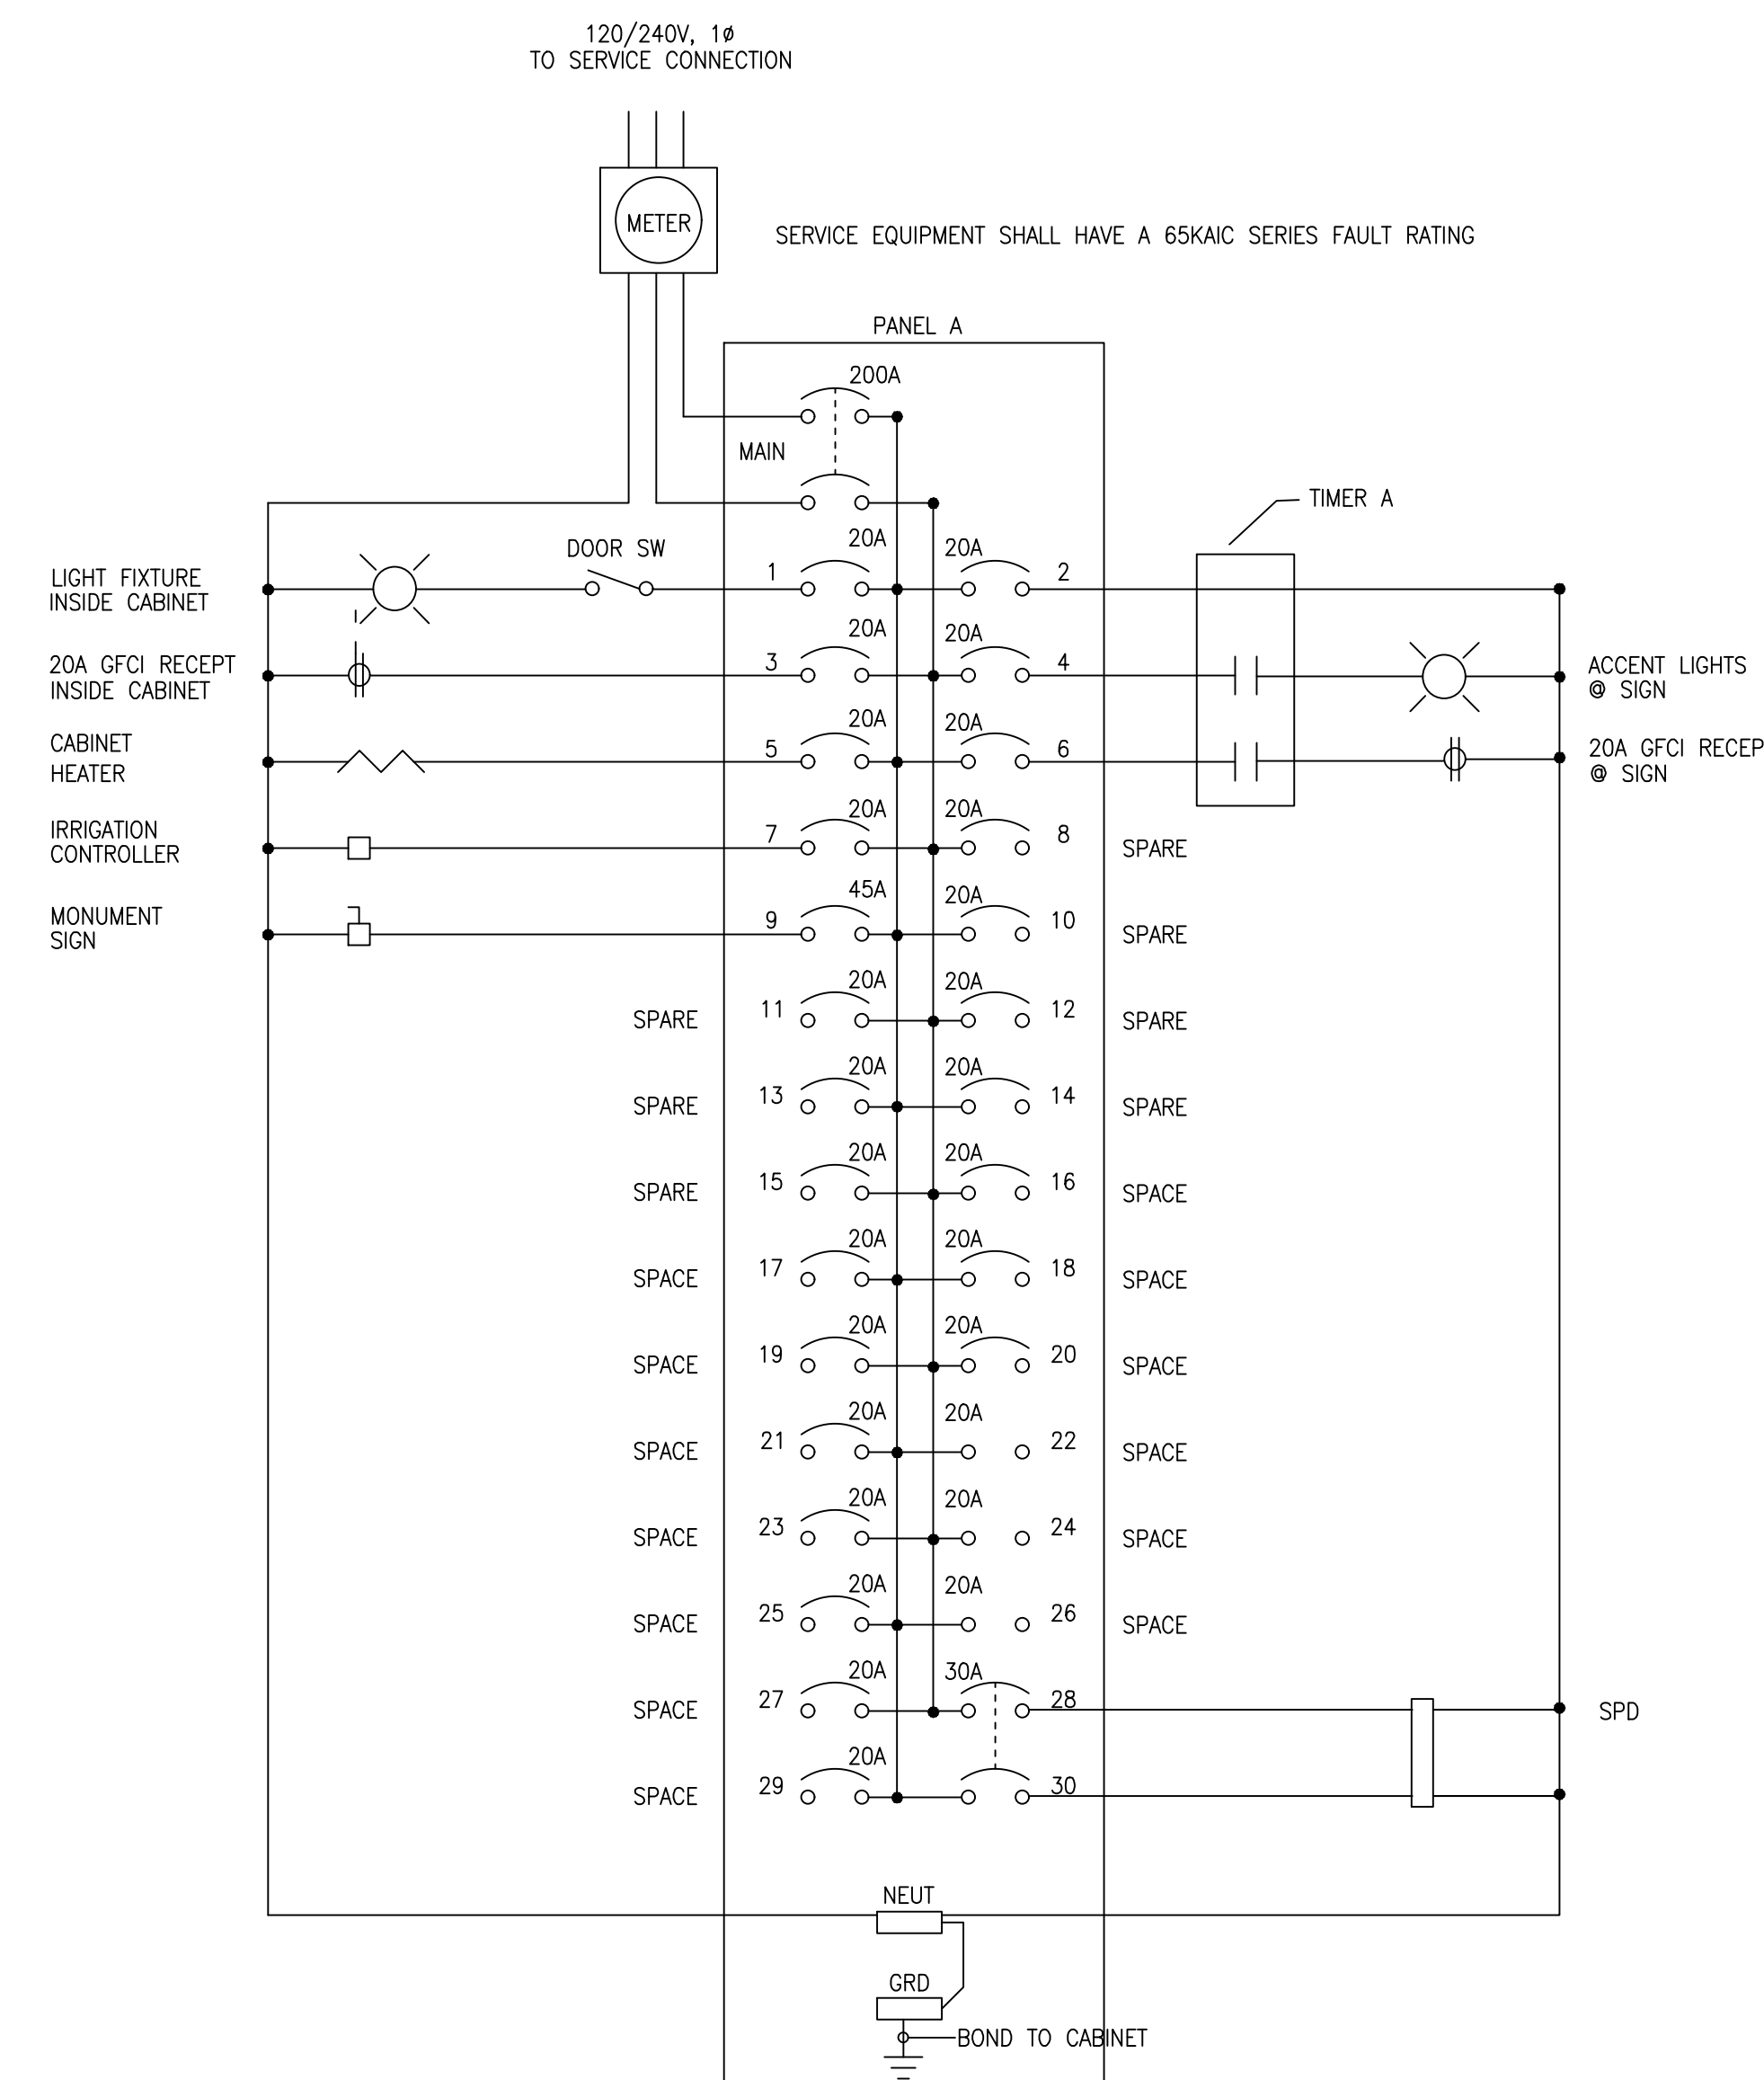 120/240V, 1ø
TO SERVICE CONNECTION
METER
SERVICE EQUIPMENT SHALL HAVE A 65KAIC SERIES FAULT RATING
PANEL A
200A
MAIN
TIMER A
20A
20A
DOOR SW
LIGHT FIXTURE
INSIDE CABINET
1
2
20A
20A
20A GFCI RECEPT
INSIDE CABINET
3
4
ACCENT LIGHTS
@ SIGN
20A
20A
CABINET
HEATER
5
6
20A GFCI RECEP
@ SIGN
20A
20A
IRRIGATION
CONTROLLER
7
8
SPARE
45A
20A
MONUMENT
SIGN
9
10
SPARE
20A
20A
SPARE
11
12
SPARE
20A
20A
SPARE
13
14
SPARE
20A
20A
SPARE
15
16
SPACE
20A
20A
SPACE
17
18
SPACE
20A
20A
SPACE
19
20
SPACE
20A
20A
SPACE
21
22
SPACE
20A
20A
SPACE
23
24
SPACE
20A
20A
SPACE
25
26
SPACE
20A
30A
SPACE
27
28
SPD
20A
SPACE
29
30
NEUT
GRD
BOND TO CABINET